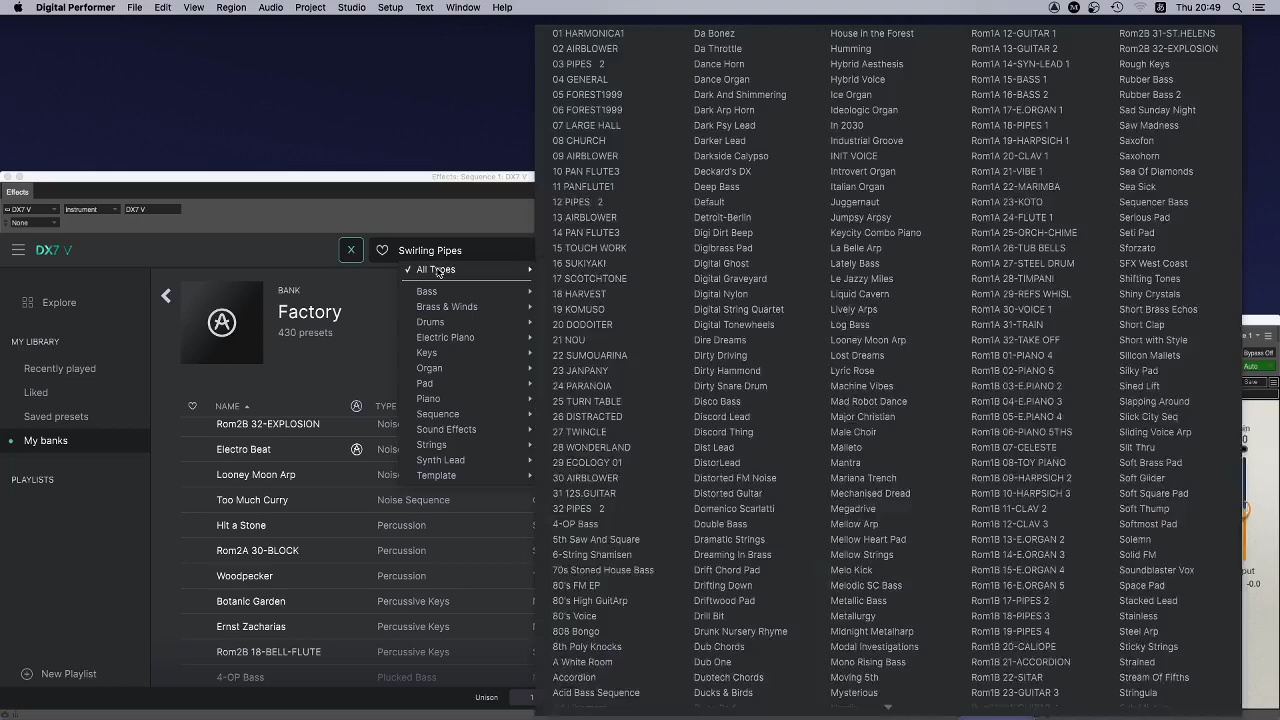 Digital Performer File Edit View Region Audio Project Studio Setup Text Window Help Thu 20:49
Effects: Sequence 1: DX7 V
Effects
DX7 V Instrument DX7 V
None
DX7 V
X
Swirling Pipes
Explore
MY LIBRARY
Recently played
Liked
Saved presets
My banks
PLAYLISTS
New Playlist
BANK
Factory
430 presets
NAME TYPE
Rom2B 32-EXPLOSION
Electro Beat
Looney Moon Arp
Too Much Curry Noise Sequence
Hit a Stone Percussion
Rom2A 30-BLOCK Percussion
Woodpecker Percussion
Botanic Garden Percussive Keys
Ernst Zacharias Percussive Keys
Rom2B 18-BELL-FLUTE Percussive Keys
4-OP Bass Plucked Bass
Unison
All Types
Bass
Brass & Winds
Drums
Electric Piano
Keys
Organ
Pad
Piano
Sequence
Sound Effects
Strings
Synth Lead
Template
01 HARMONICA1
02 AIRBLOWER
03 PIPES 2
04 GENERAL
05 FOREST1999
06 FOREST1999
07 LARGE HALL
08 CHURCH
09 AIRBLOWER
10 PAN FLUTE3
11 PANFLUTE1
12 PIPES 2
13 AIRBLOWER
14 PAN FLUTE3
15 TOUCH WORK
16 SUKIYAKI
17 SCOTCHTONE
18 HARVEST
19 KOMUSO
20 DODOITER
21 NOU
22 SUMOUARINA
23 JANPANY
24 PARANOIA
25 TURN TABLE
26 DISTRACTED
27 TWINCLE
28 WONDERLAND
29 ECOLOGY 01
30 AIRBLOWER
31 12S.GUITAR
32 PIPES 2
4-OP Bass
5th Saw And Square
6-String Shamisen
70s Stoned House Bass
80's FM EP
80's High GuitArp
80's Voice
808 Bongo
8th Poly Knocks
A White Room
Accordion
Acid Bass Sequence
Da Bonez
Da Throttle
Dance Horn
Dance Organ
Dark And Shimmering
Dark Arp Horn
Dark Psy Lead
Darker Lead
Darkside Calypso
Deckard's DX
Deep Bass
Default
Detroit-Berlin
Digi Dirt Beep
Digibrass Pad
Digital Ghost
Digital Graveyard
Digital Nylon
Digital String Quartet
Digital Tonewheels
Dire Dreams
Dirty Driving
Dirty Hammond
Dirty Snare Drum
Disco Bass
Discord Lead
Discord Thing
Dist Lead
DistorLead
Distorted FM Noise
Distorted Guitar
Domenico Scarlatti
Double Bass
Dramatic Strings
Dreaming In Brass
Drift Chord Pad
Drifting Down
Driftwood Pad
Drill Bit
Drunk Nursery Rhyme
Dub Chords
Dub One
Dubtech Chords
Ducks & Birds
House In the Forest
Humming
Hybrid Aesthesis
Hybrid Voice
Ice Organ
Ideologic Organ
In 2030
Industrial Groove
INIT VOICE
Introvert Organ
Italian Organ
Juggernaut
Jumpsy Arpsy
Keycity Combo Piano
La Belle Arp
Lately Bass
Le Jazzy Miles
Liquid Cavern
Lively Arps
Log Bass
Looney Moon Arp
Lost Dreams
Lyric Rose
Machine Vibes
Mad Robot Dance
Major Christian
Male Choir
Malleto
Mantra
Mariana Trench
Mechanised Dread
Megadrive
Mellow Arp
Mellow Heart Pad
Mellow Strings
Melo Kick
Melodic SC Bass
Metallic Bass
Metallurgy
Midnight Metalharp
Modal Investigations
Mono Rising Bass
Moving 5th
Mysterious
Rom1A 12-GUITAR 1
Rom1A 13-GUITAR 2
Rom1A 14-SYN-LEAD 1
Rom1A 15-BASS 1
Rom1A 16-BASS 2
Rom1A 17-E.ORGAN 1
Rom1A 18-PIPES 1
Rom1A 19-HARPSICH 1
Rom1A 20-CLAV 1
Rom1A 21-VIBE 1
Rom1A 22-MARIMBA
Rom1A 23-KOTO
Rom1A 24-FLUTE 1
Rom1A 25-ORCH-CHIME
Rom1A 26-TUB BELLS
Rom1A 27-STEEL DRUM
Rom1A 28-TIMPANI
Rom1A 29-REFS WHISL
Rom1A 30-VOICE 1
Rom1A 31-TRAIN
Rom1A 32-TAKE OFF
Rom1B 01-PIANO 4
Rom1B 02-PIANO 5
Rom1B 03-E.PIANO 2
Rom1B 04-E.PIANO 3
Rom1B 05-E.PIANO 4
Rom1B 06-PIANO 5THS
Rom1B 07-CELESTE
Rom1B 08-TOY PIANO
Rom1B 09-HARPSICH 2
Rom1B 10-HARPSICH 3
Rom1B 11-CLAV 2
Rom1B 12-CLAV 3
Rom1B 13-E.ORGAN 2
Rom1B 14-E.ORGAN 3
Rom1B 15-E.ORGAN 4
Rom1B 16-E.ORGAN 5
Rom1B 17-PIPES 2
Rom1B 18-PIPES 3
Rom1B 19-PIPES 4
Rom1B 20-CALIOPE
Rom1B 21-ACCORDION
Rom1B 22-SITAR
Rom1B 23-GUITAR 3
Rom2B 31-ST.HELENS
Rom2B 32-EXPLOSION
Rough Keys
Rubber Bass
Rubber Bass 2
Sad Sunday Night
Saw Madness
Saxofon
Saxohorn
Sea Of Diamonds
Sea Sick
Sequencer Bass
Serious Pad
Seti Pad
Sforzato
SFX West Coast
Shifting Tones
Shiny Crystals
Short Brass Echos
Short Clap
Short with Style
Silicon Mallets
Silky Pad
Sined Lift
Slapping Bass
Slick City Seq
Sliding Voice Arp
Slit Thru
Soft Brass Pad
Soft Glider
Soft Square Pad
Soft Thump
Softmost Pad
Solemn
Solid FM
Soundblaster Vox
Space Pad
Stacked Lead
Stainless
Steel Arp
Sticky Strings
Strained
Stream Of Fifths
Stringula
Bypass Off
Auto
Save
-0.0